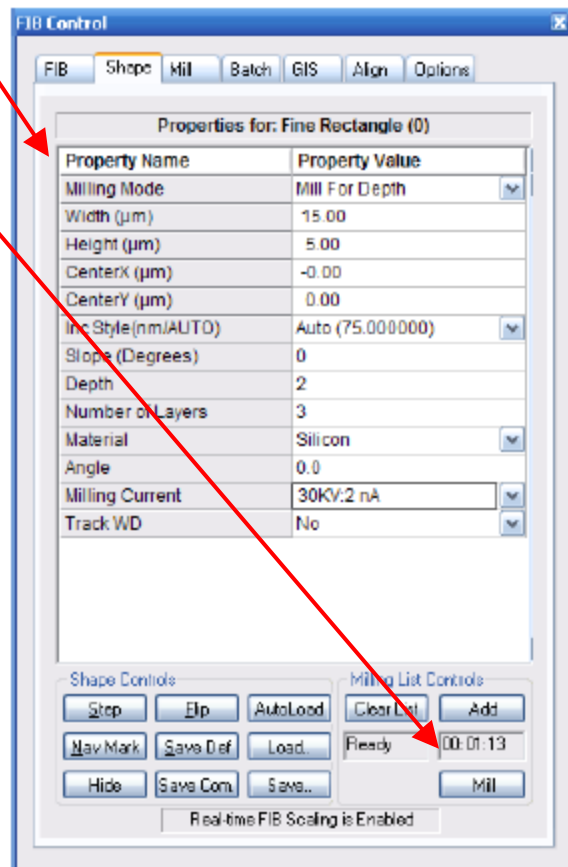 FIB Control
FIB Shape Mill Batch GIS Align Options
Properties for: Fine Rectangle (0)
Property Name Property Value
Milling Mode Mill For Depth
Width (µm) 15.00
Height (µm) 5.00
CenterX (µm) -0.00
CenterY (µm) 0.00
Inc Style(nm/AUTO) Auto (75.000000)
Slope (Degrees) 0
Depth 2
Number of Layers 3
Material Silicon
Angle 0.0
Milling Current 30KV:2 nA
Track WD No
Shape Controls Milling List Controls
Step Flip AutoLoad Clear List Add
Nav Mark Save Def Load.. Ready 00:01:13
Hide Save Com. Save.. Mill
Real-time FIB Scaling is Enabled